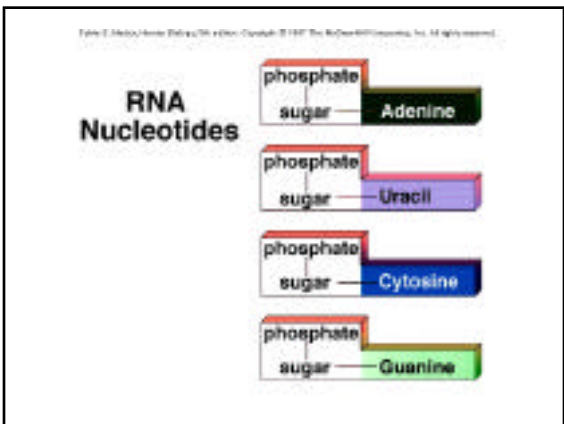 RNA
Nucleotides
phosphate
sugar
Adenine
phosphate
sugar
Uracil
phosphate
sugar
Cytosine
phosphate
sugar
Guanine